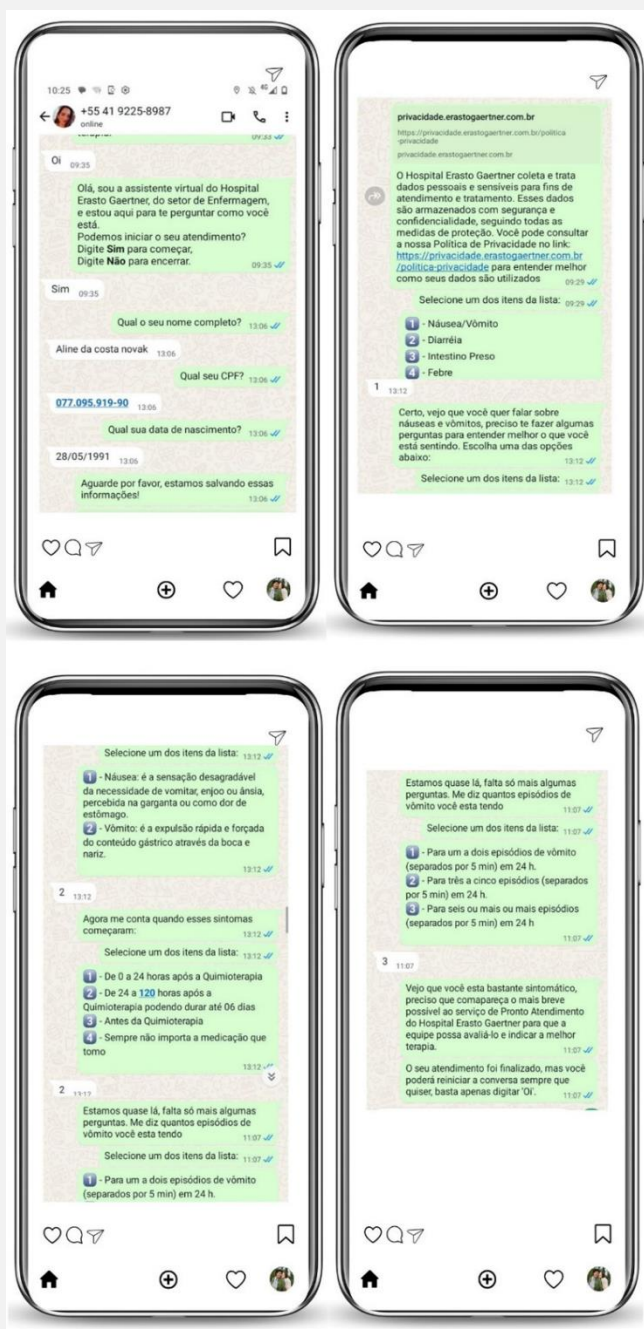 10:25
4G
+55 41 9225-8987
online
09:33
Oi 09:35
Olá, sou a assistente virtual do Hospital
Erasto Gaertner, do setor de Enfermagem,
e estou aqui para te perguntar como você
está.
Podemos iniciar o seu atendimento?
Digite Sim para começar,
Digite Não para encerrar.
09:35
Sim 09:35
Qual o seu nome completo? 13:06
Aline da costa novak 13:06
Qual seu CPF? 13:06
077.095.919-90 13:06
Qual sua data de nascimento? 13:06
28/05/1991 13:06
Aguarde por favor, estamos salvando essas
informações! 13:06
privacidade.erastogaertner.com.br
https://privacidade.erastogaertner.com.br/politica
-privacidade
privacidade.erastogaertner.com.br
O Hospital Erasto Gaertner coleta e trata
dados pessoais e sensíveis para fins de
atendimento e tratamento. Esses dados
são armazenados com segurança e
confidencialidade, seguindo todas as
medidas de proteção. Você pode consultar
a nossa Política de Privacidade no link:
https://privacidade.erastogaertner.com.br
/politica-privacidade para entender melhor
como seus dados são utilizados 09:29
Selecione um dos itens da lista: 09:29
1 - Náusea/Vômito
2 - Diarréia
3 - Intestino Preso
4 - Febre
1 13:12
Certo, vejo que você quer falar sobre
náuseas e vômitos, preciso te fazer algumas
perguntas para entender melhor o que você
está sentindo. Escolha uma das opções
abaixo: 13:12
Selecione um dos itens da lista: 13:12
Selecione um dos itens da lista: 13:12
1 - Náusea: é a sensação desagradável
da necessidade de vomitar, enjoo ou ânsia,
percebida na garganta ou como dor de
estômago.
2 - Vômito: é a expulsão rápida e forçada
do conteúdo gástrico através da boca e
nariz.
13:12
2 13:12
Agora me conta quando esses sintomas
começaram: 13:12
Selecione um dos itens da lista: 13:12
1 - De 0 a 24 horas após a Quimioterapia
2 - De 24 a 120 horas após a
Quimioterapia podendo durar até 06 dias
3 - Antes da Quimioterapia
4 - Sempre não importa a medicação que
tomo
13:12
2 13:12
Estamos quase lá, falta só mais algumas
perguntas. Me diz quantos episódios de
vômito você esta tendo 11:07
Selecione um dos itens da lista: 11:07
1 - Para um a dois episódios de vômito
(separados por 5 min) em 24 h.
Estamos quase lá, falta só mais algumas
perguntas. Me diz quantos episódios de
vômito você esta tendo 11:07
Selecione um dos itens da lista: 11:07
1 - Para um a dois episódios de vômito
(separados por 5 min) em 24 h.
2 - Para três a cinco episódios (separados
por 5 min) em 24 h.
3 - Para seis ou mais ou mais episódios
(separados por 5 min) em 24 h
11:07
3 11:07
Vejo que você esta bastante sintomático,
preciso que comapareça o mais breve
possível ao serviço de Pronto Atendimento
do Hospital Erasto Gaertner para que a
equipe possa avaliá-lo e indicar a melhor
terapia. 11:07
O seu atendimento foi finalizado, mas você
poderá reiniciar a conversa sempre que
quiser, basta apenas digitar 'Oi'. 11:07